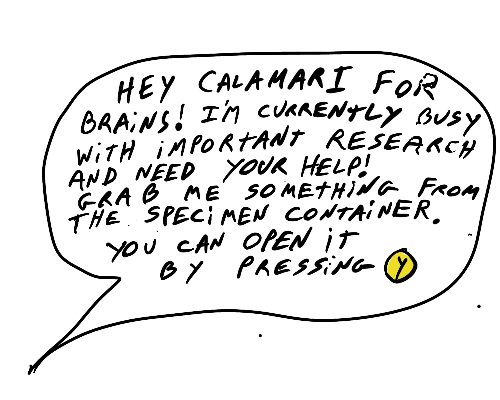 HEY CALAMARI FOR
BRAINS! I'M CURRENTLY BUSY
WITH IMPORTANT RESEARCH
AND NEED YOUR HELP!
GRAB ME SOMETHING FROM
THE SPECIMEN CONTAINER.
YOU CAN OPEN IT
BY PRESSING Y